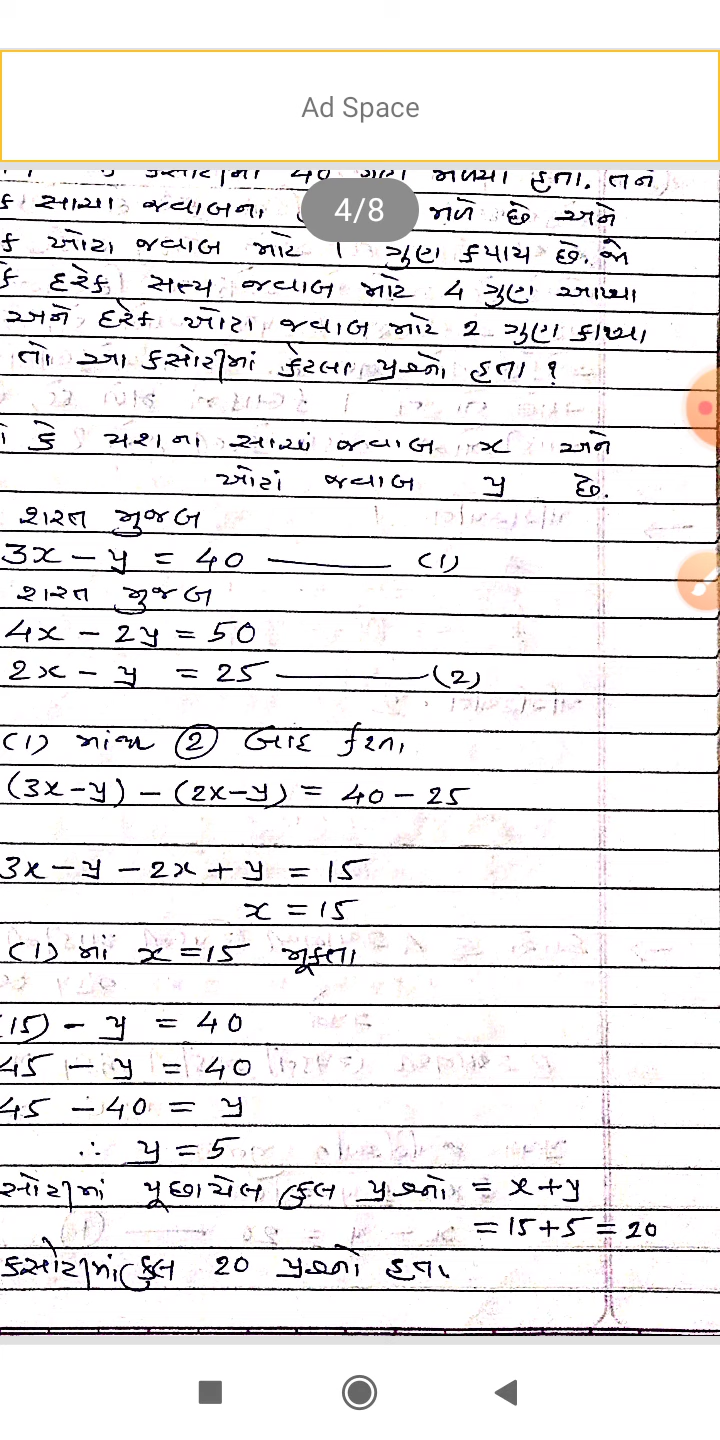 Ad Space
40 ગુણ મળ્યા હતા. તેને
સાચા જવાબના મળે છે અને
4/8
ખોટા જવાબ માટે 1 ગુણ કપાય છે. જો
દરેક સત્ય જવાબ માટે 4 ગુણ આપ્યા
અને દરેક ખોટા જવાબ માટે 2 ગુણ કાપ્યા
તો આ કસોટીમાં કેટલા પ્રશ્નો હતા ?
કે યશના સાચાં જવાબ x અને
ખોટાં જવાબ y છે.
શરત મુજબ
3x - y = 40 ——— (1)
શરત મુજબ
4x - 2y = 50
2x - y = 25 ——— (2)
(1) માંથી ② બાદ કરતા
(3x-y) - (2x-y) = 40 - 25
3x - y - 2x + y = 15
x = 15
(1) માં x = 15 મૂકતા
15) - y = 40
45 - y = 40
45 - 40 = y
∴ y = 5
પૂછાયેલ કુલ પ્રશ્નો = x + y
= 15 + 5 = 20
કસોટીમાં કુલ 20 પ્રશ્નો હતા.